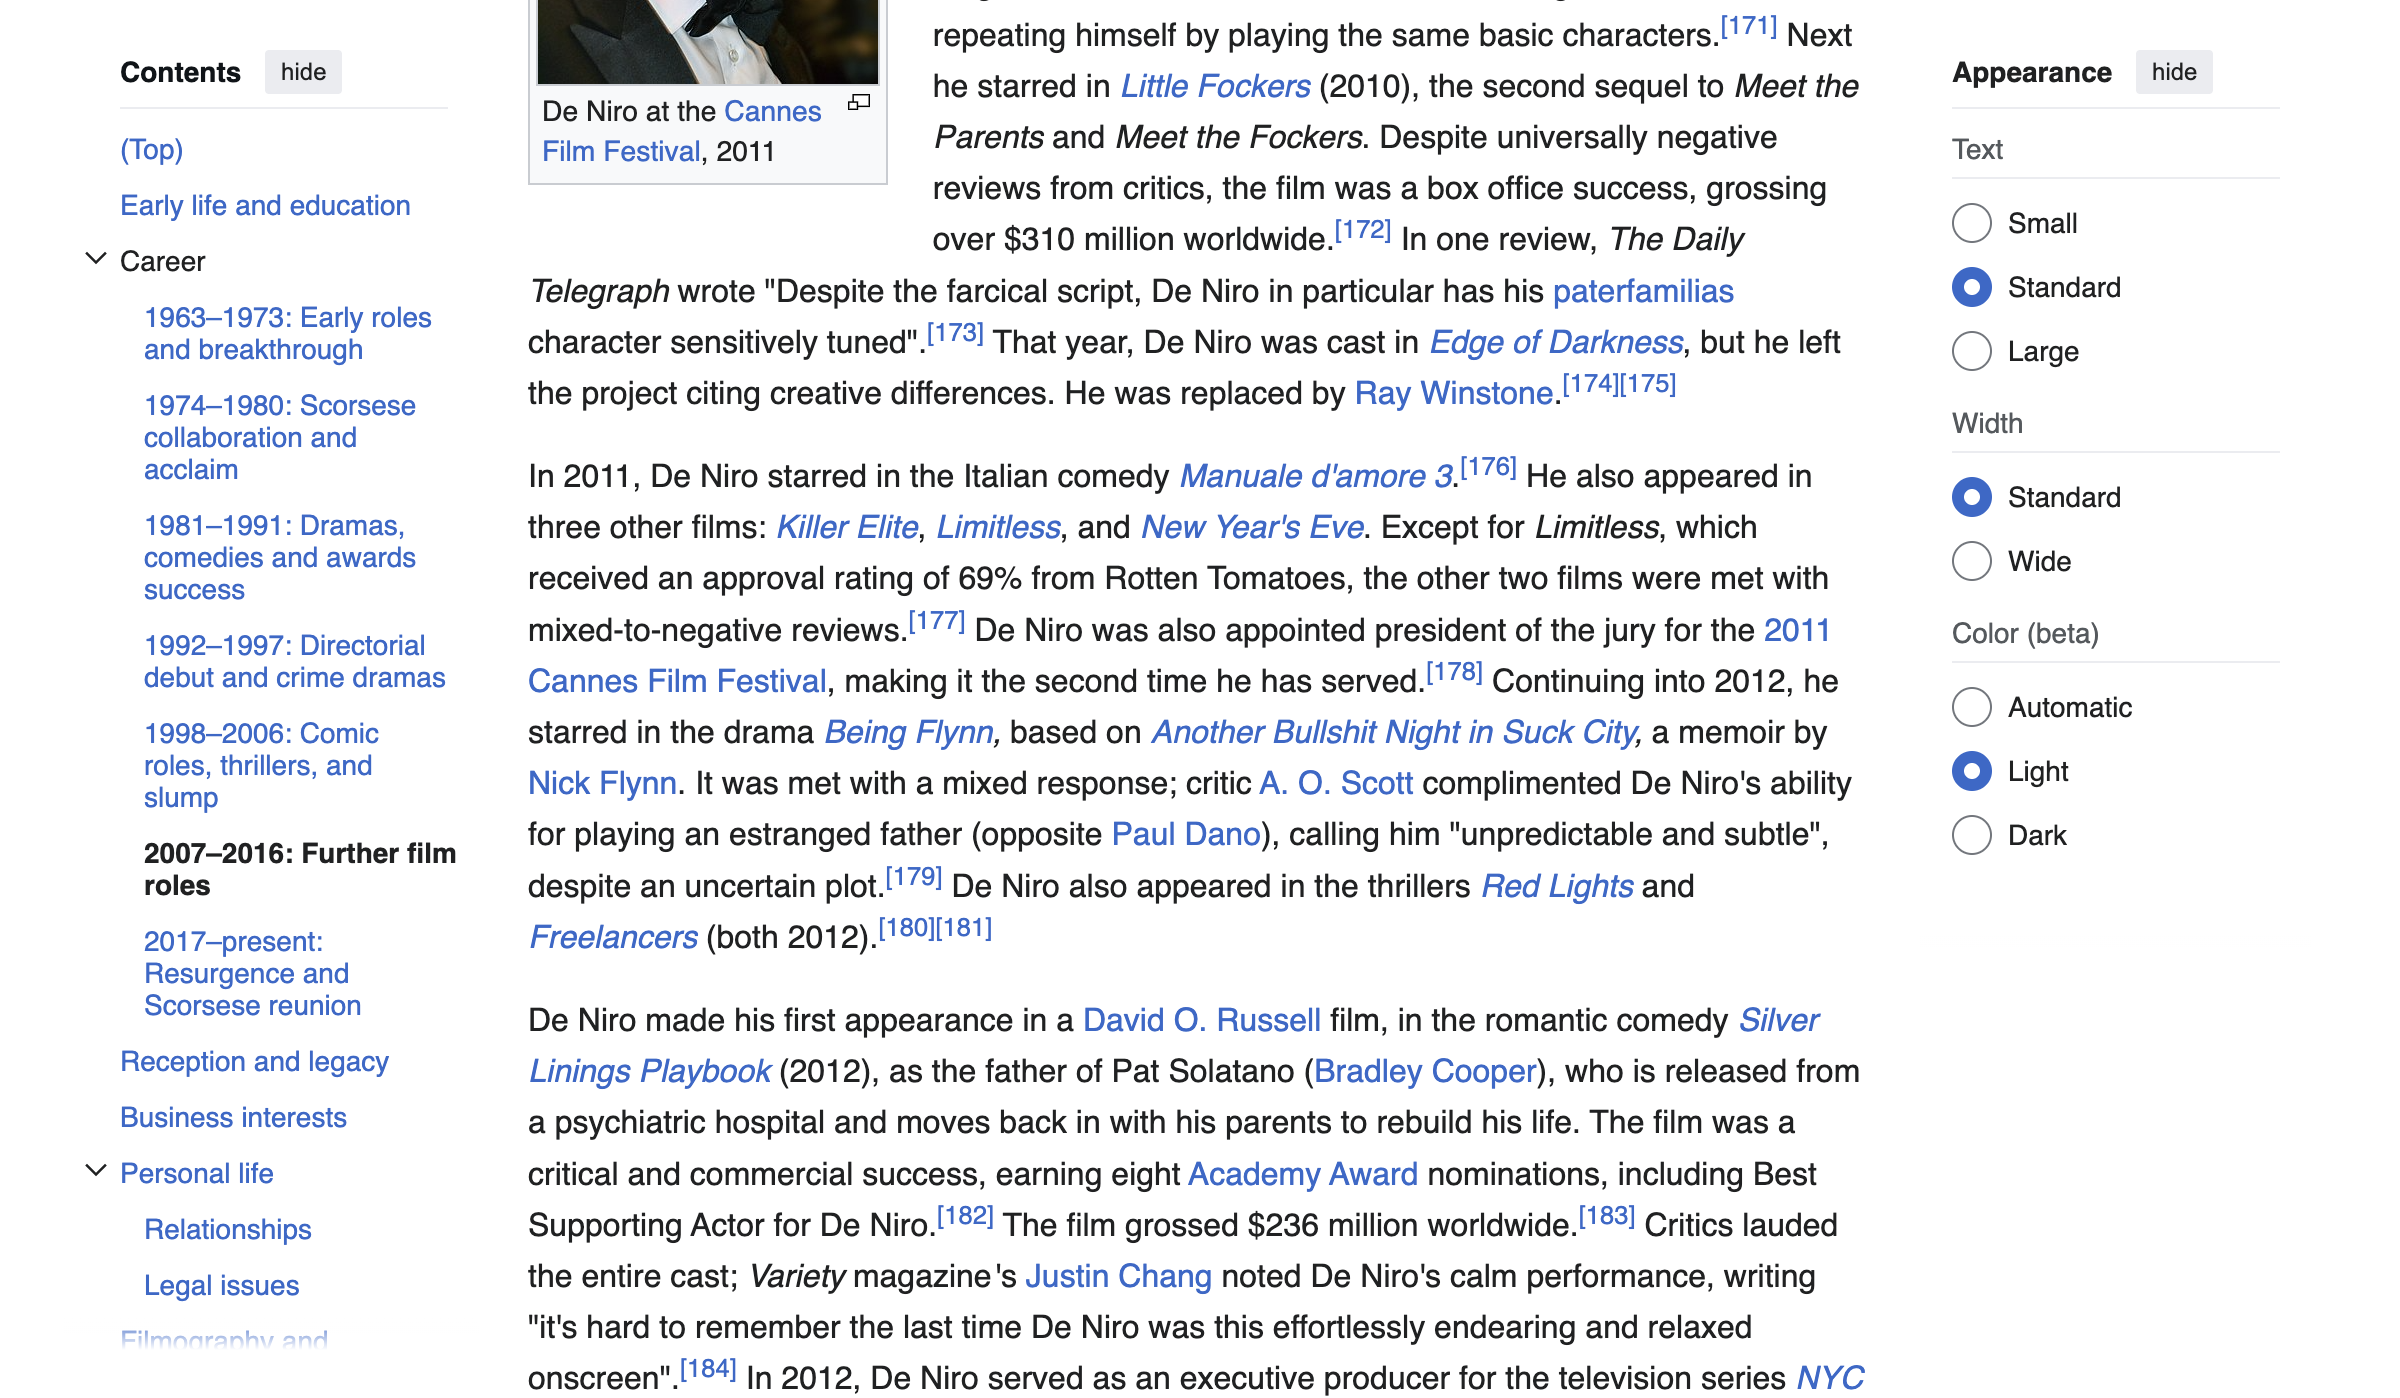 Contents hide
(Top)
Early life and education
Career
1963–1973: Early roles
and breakthrough
1974–1980: Scorsese
collaboration and
acclaim
1981–1991: Dramas,
comedies and awards
success
1992–1997: Directorial
debut and crime dramas
1998–2006: Comic
roles, thrillers, and
slump
2007–2016: Further film
roles
2017–present:
Resurgence and
Scorsese reunion
Reception and legacy
Business interests
Personal life
Relationships
Legal issues
Filmography and
De Niro at the Cannes
Film Festival, 2011
repeating himself by playing the same basic characters.[171] Next
he starred in Little Fockers (2010), the second sequel to Meet the
Parents and Meet the Fockers. Despite universally negative
reviews from critics, the film was a box office success, grossing
over $310 million worldwide.[172] In one review, The Daily
Telegraph wrote "Despite the farcical script, De Niro in particular has his paterfamilias
character sensitively tuned".[173] That year, De Niro was cast in Edge of Darkness, but he left
the project citing creative differences. He was replaced by Ray Winstone.[174][175]
In 2011, De Niro starred in the Italian comedy Manuale d'amore 3.[176] He also appeared in
three other films: Killer Elite, Limitless, and New Year's Eve. Except for Limitless, which
received an approval rating of 69% from Rotten Tomatoes, the other two films were met with
mixed-to-negative reviews.[177] De Niro was also appointed president of the jury for the 2011
Cannes Film Festival, making it the second time he has served.[178] Continuing into 2012, he
starred in the drama Being Flynn, based on Another Bullshit Night in Suck City, a memoir by
Nick Flynn. It was met with a mixed response; critic A. O. Scott complimented De Niro's ability
for playing an estranged father (opposite Paul Dano), calling him "unpredictable and subtle",
despite an uncertain plot.[179] De Niro also appeared in the thrillers Red Lights and
Freelancers (both 2012).[180][181]
De Niro made his first appearance in a David O. Russell film, in the romantic comedy Silver
Linings Playbook (2012), as the father of Pat Solatano (Bradley Cooper), who is released from
a psychiatric hospital and moves back in with his parents to rebuild his life. The film was a
critical and commercial success, earning eight Academy Award nominations, including Best
Supporting Actor for De Niro.[182] The film grossed $236 million worldwide.[183] Critics lauded
the entire cast; Variety magazine's Justin Chang noted De Niro's calm performance, writing
"it's hard to remember the last time De Niro was this effortlessly endearing and relaxed
onscreen".[184] In 2012, De Niro served as an executive producer for the television series NYC
Appearance hide
Text
Small
Standard
Large
Width
Standard
Wide
Color (beta)
Automatic
Light
Dark